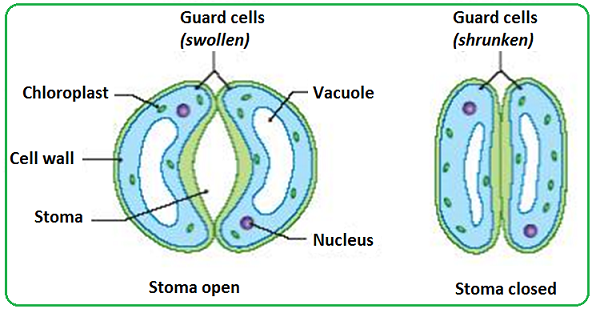 Guard cells
(swollen)
Guard cells
(shrunken)
Chloroplast
Vacuole
Cell wall
Stoma
Nucleus
Stoma open
Stoma closed